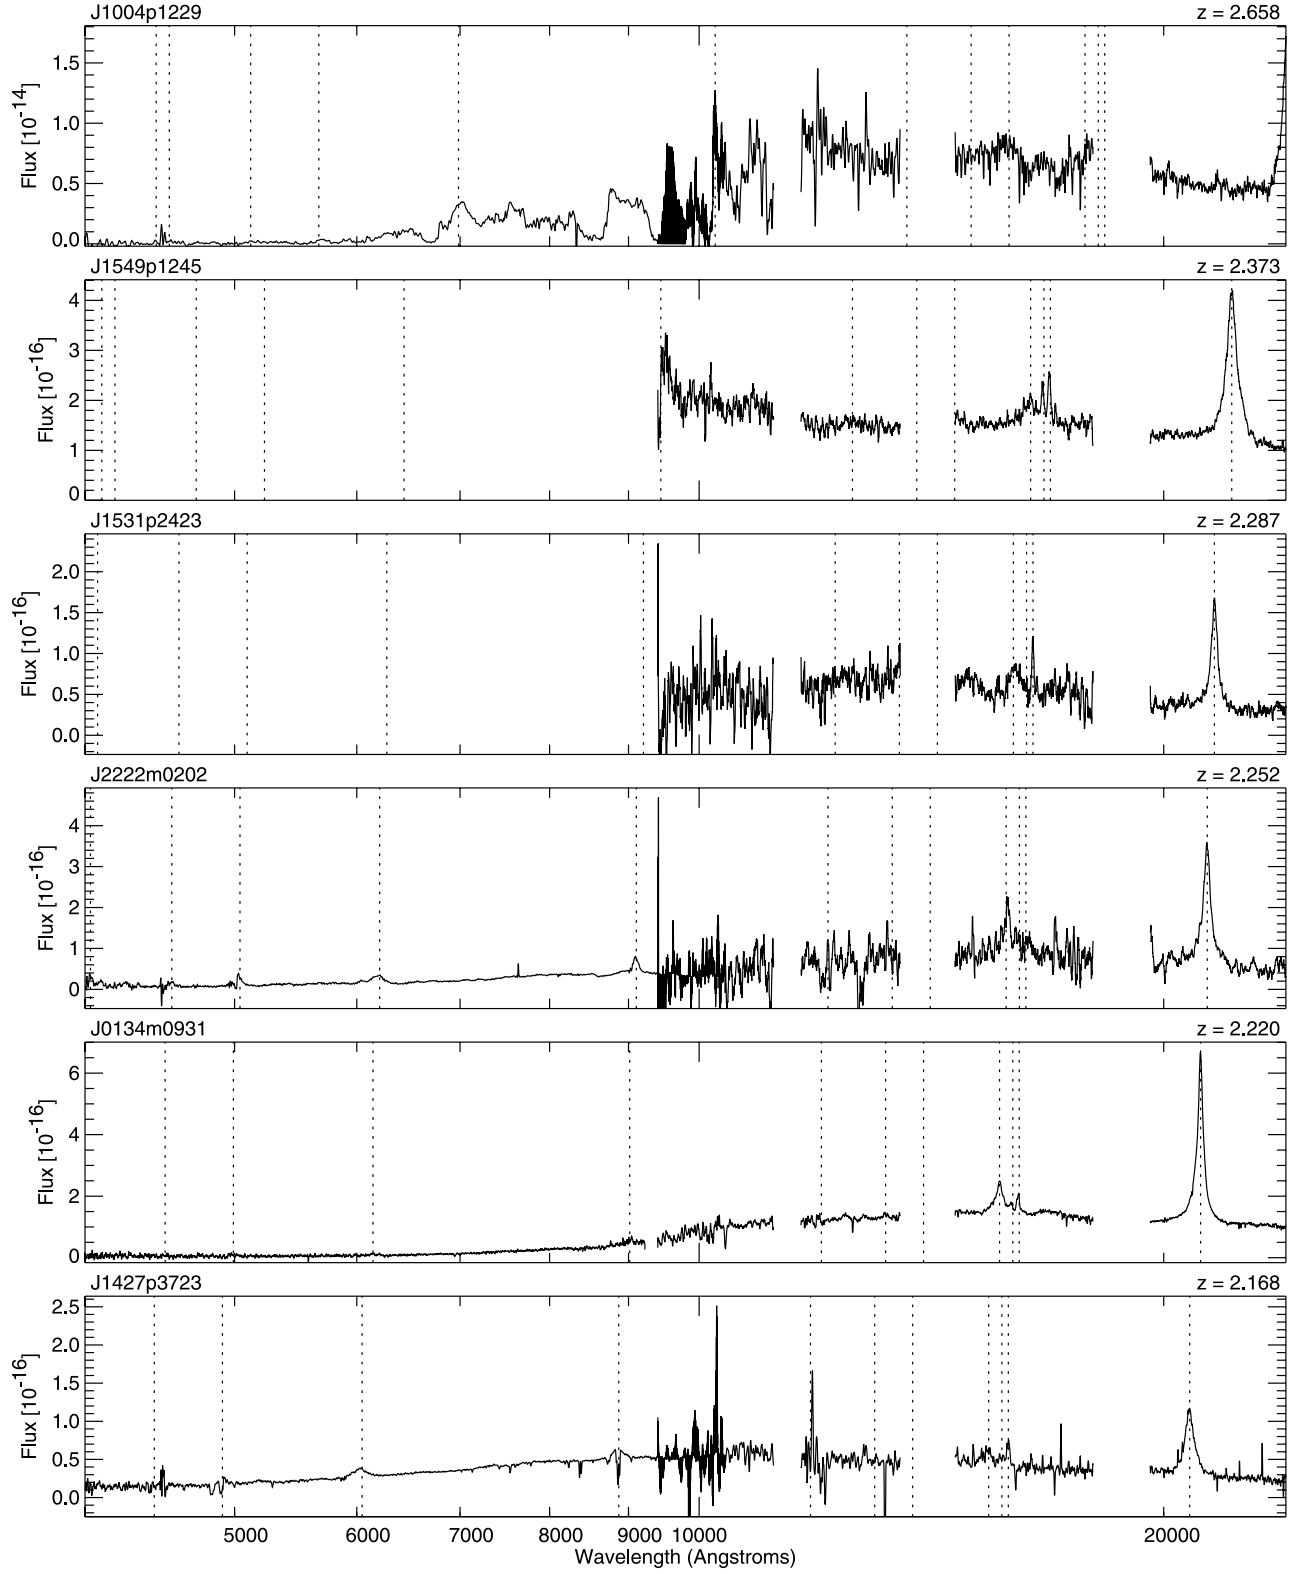 J1004p1229 z = 2.658
1.5
1.0
0.5
0.0
Flux [10-14]
J1549p1245 z = 2.373
4
3
2
1
0
Flux [10-16]
J1531p2423 z = 2.287
2.0
1.5
1.0
0.5
0.0
Flux [10-16]
J2222m0202 z = 2.252
4
3
2
1
0
Flux [10-16]
J0134m0931 z = 2.220
6
4
2
0
Flux [10-16]
J1427p3723 z = 2.168
2.5
2.0
1.5
1.0
0.5
0.0
Flux [10-16]
5000 6000 7000 8000 9000 10000 20000
Wavelength (Angstroms)